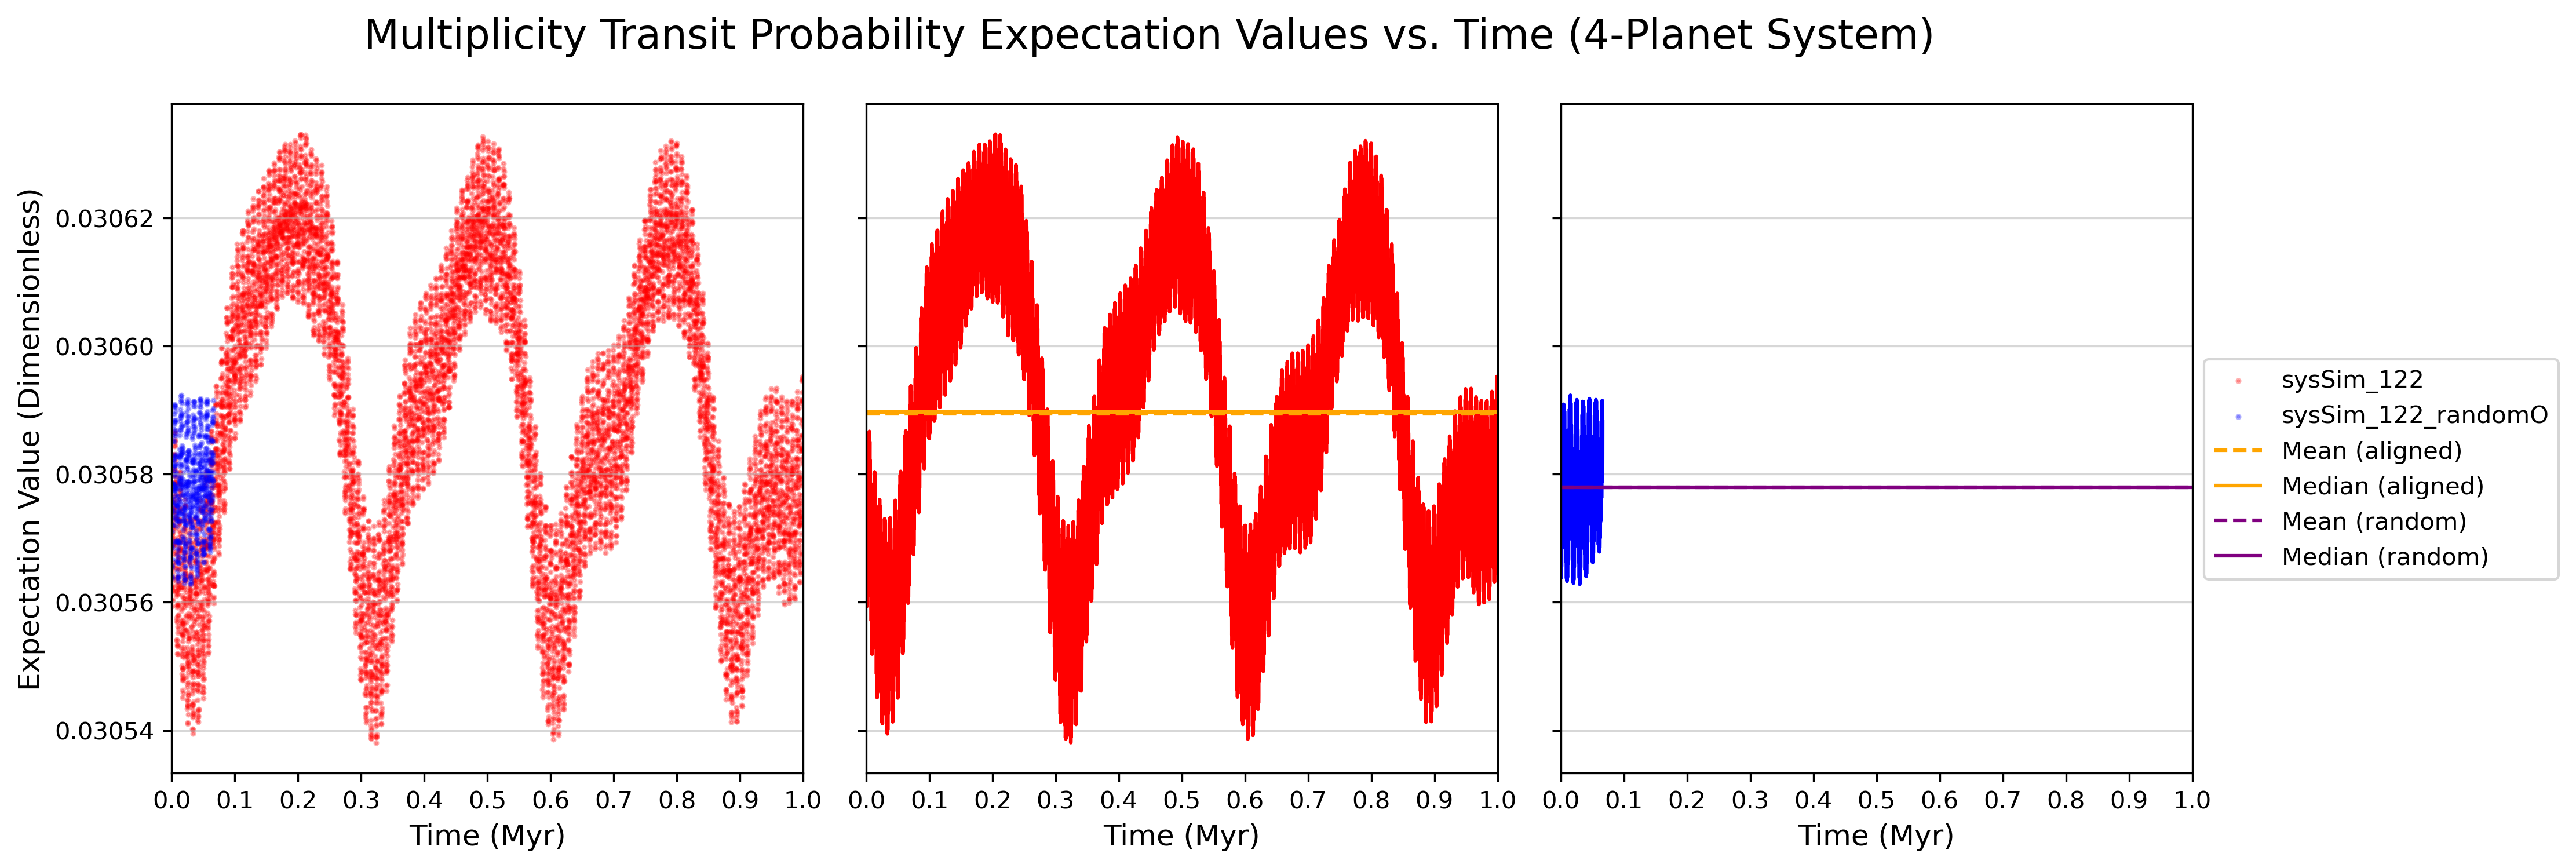 Multiplicity Transit Probability Expectation Values vs. Time (4-Planet System)
Expectation Value (Dimensionless)
0.03062
0.03060
0.03058
0.03056
0.03054
0.0 0.1 0.2 0.3 0.4 0.5 0.6 0.7 0.8 0.9 1.0
Time (Myr)
0.0 0.1 0.2 0.3 0.4 0.5 0.6 0.7 0.8 0.9 1.0
Time (Myr)
0.0 0.1 0.2 0.3 0.4 0.5 0.6 0.7 0.8 0.9 1.0
Time (Myr)
sysSim_122
sysSim_122_randomO
Mean (aligned)
Median (aligned)
Mean (random)
Median (random)